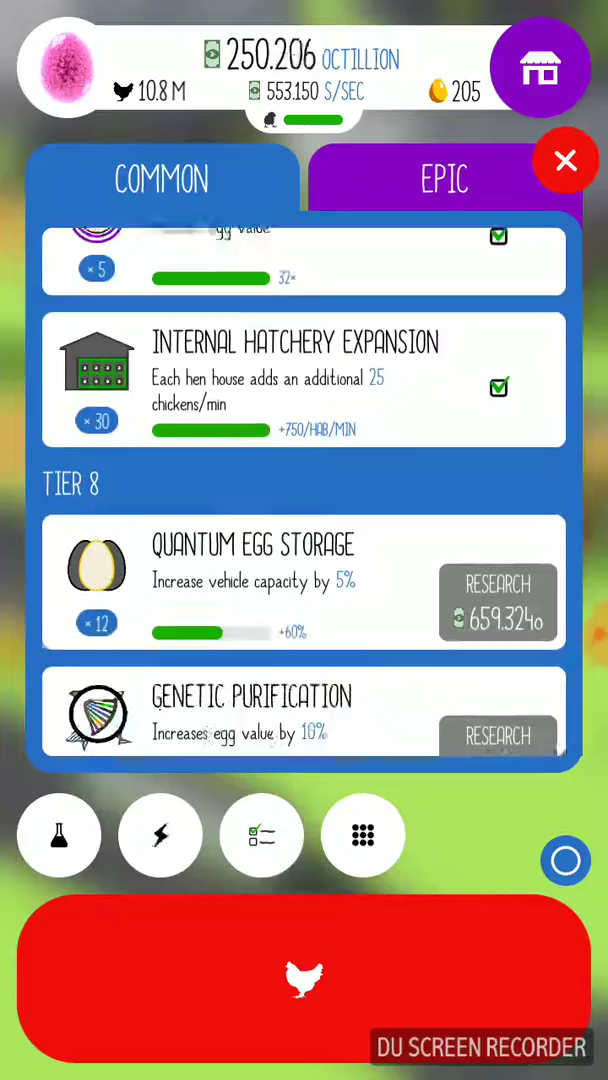 250.206 OCTILLION
10.8 M
553.150 S/SEC
205
COMMON
EPIC
egg value
× 5
32×
INTERNAL HATCHERY EXPANSION
Each hen house adds an additional 25
chickens/min
× 30
+750/HAB/MIN
TIER 8
QUANTUM EGG STORAGE
Increase vehicle capacity by 5%
RESEARCH
659.324o
× 12
+60%
GENETIC PURIFICATION
Increases egg value by 10%
RESEARCH
DU SCREEN RECORDER